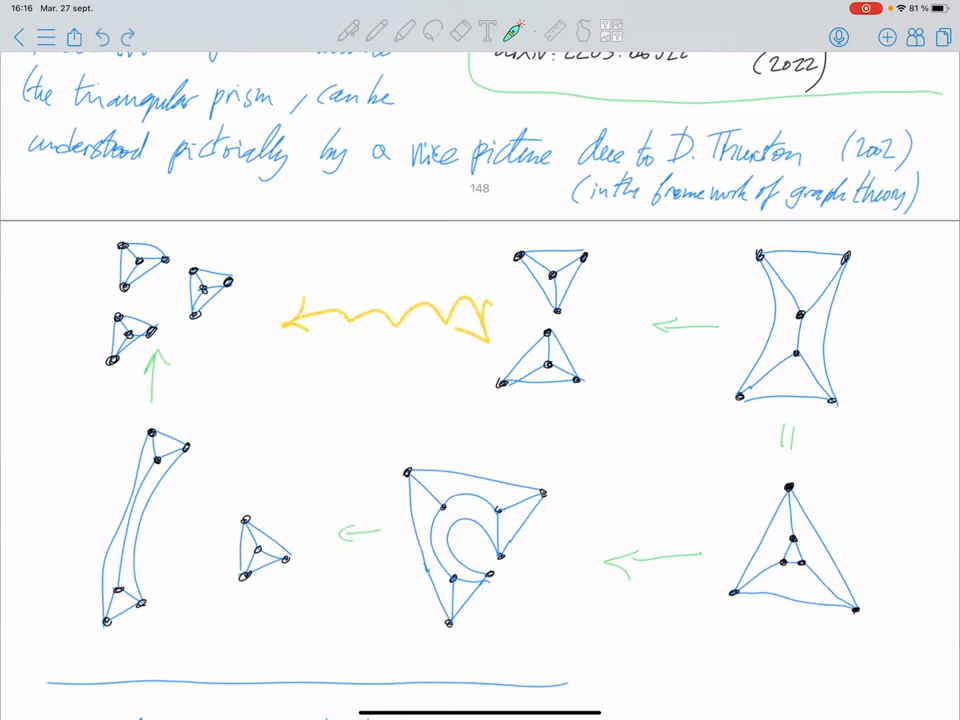 16:16 Mar. 27 sept.
81 %
(2022)
the triangular prism, can be
understood pictorially by a nice picture due to D. Thurston (2002)
(in the framework of graph theory)
148